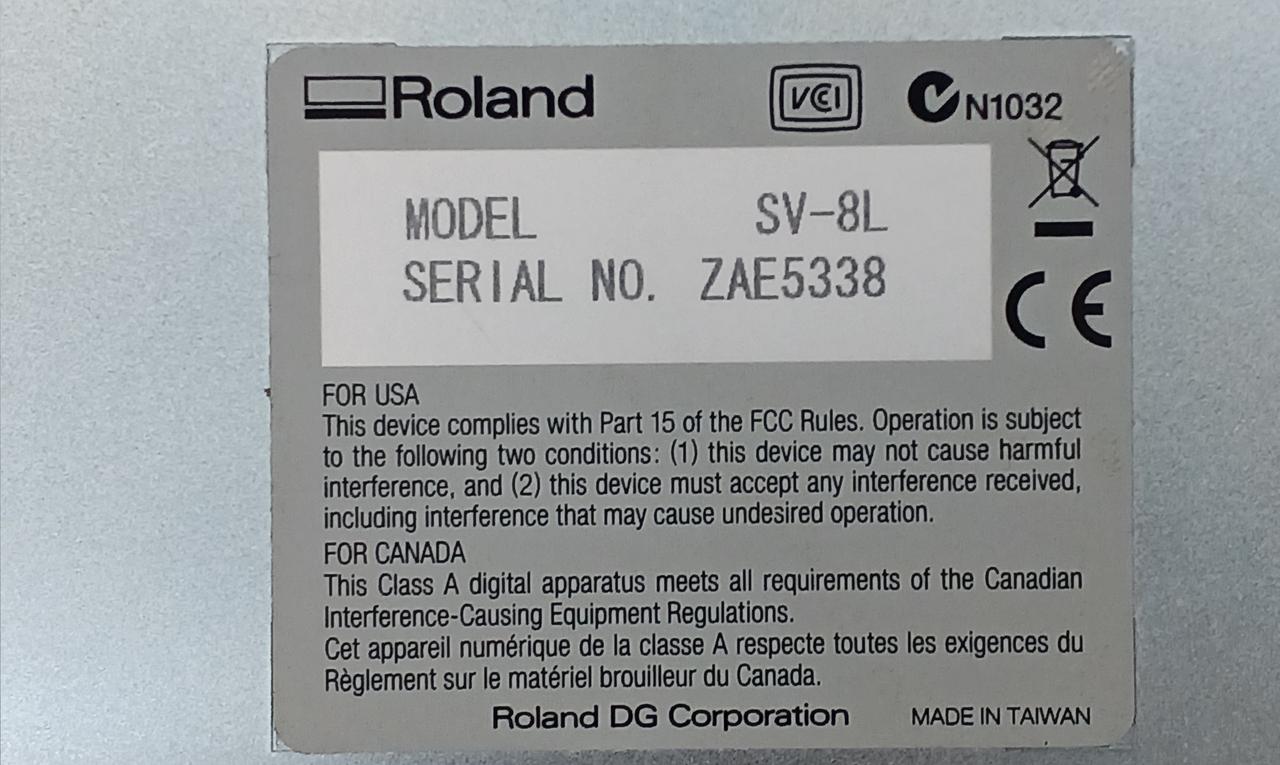 Roland VCCI N1032
MODEL SV-8L
SERIAL NO. ZAE5338
CE
FOR USA
This device complies with Part 15 of the FCC Rules. Operation is subject
to the following two conditions: (1) this device may not cause harmful
interference, and (2) this device must accept any interference received,
including interference that may cause undesired operation.
FOR CANADA
This Class A digital apparatus meets all requirements of the Canadian
Interference-Causing Equipment Regulations.
Cet appareil numérique de la classe A respecte toutes les exigences du
Règlement sur le matériel brouilleur du Canada.
Roland DG Corporation MADE IN TAIWAN